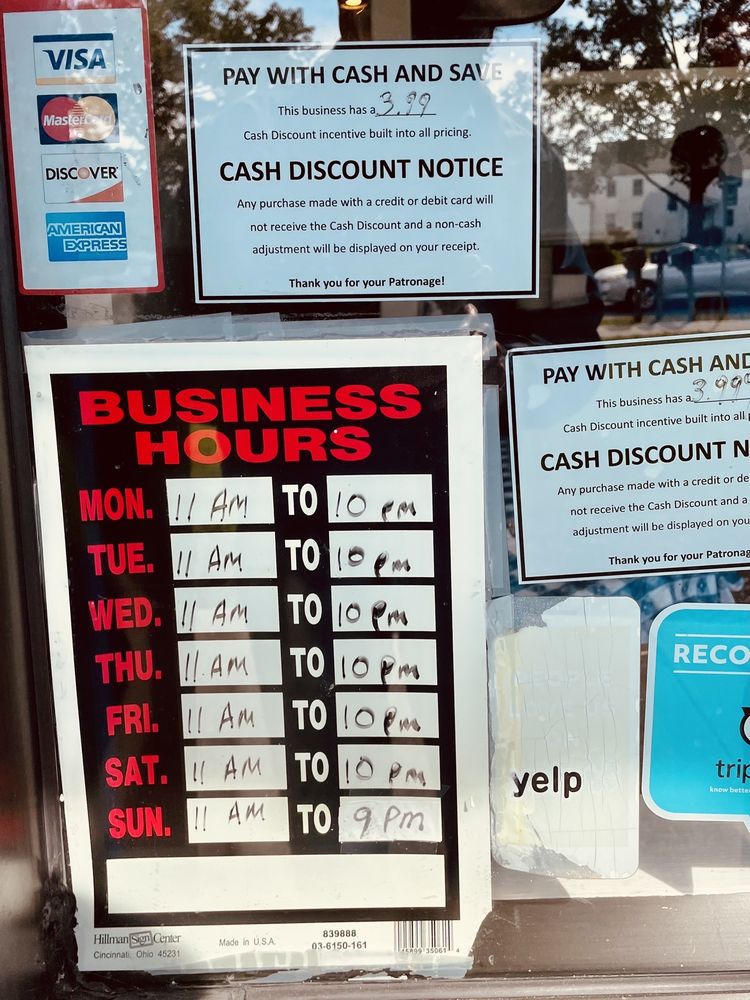 VISA
MasterCard
DISCOVER
AMERICAN
EXPRESS
PAY WITH CASH AND SAVE
This business has a 3.99
Cash Discount incentive built into all pricing.
CASH DISCOUNT NOTICE
Any purchase made with a credit or debit card will
not receive the Cash Discount and a non-cash
adjustment will be displayed on your receipt.
Thank you for your Patronage!
PAY WITH CASH AND
This business has a 3.99
Cash Discount incentive built into all
CASH DISCOUNT N
Any purchase made with a credit or de
not receive the Cash Discount and a
adjustment will be displayed on you
Thank you for your Patronag
BUSINESS
HOURS
MON. 11 AM TO 10 pm
TUE. 11 AM TO 10 pm
WED. 11 AM TO 10 pm
THU. 11 AM TO 10 pm
FRI. 11 AM TO 10 pm
SAT. 11 AM TO 10 pm
SUN. 11 AM TO 9 pm
Hillman Sign Center
Cincinnati, Ohio 45231
Made in U.S.A.
839888
03-6150-161
yelp
RECO
trip
know bette